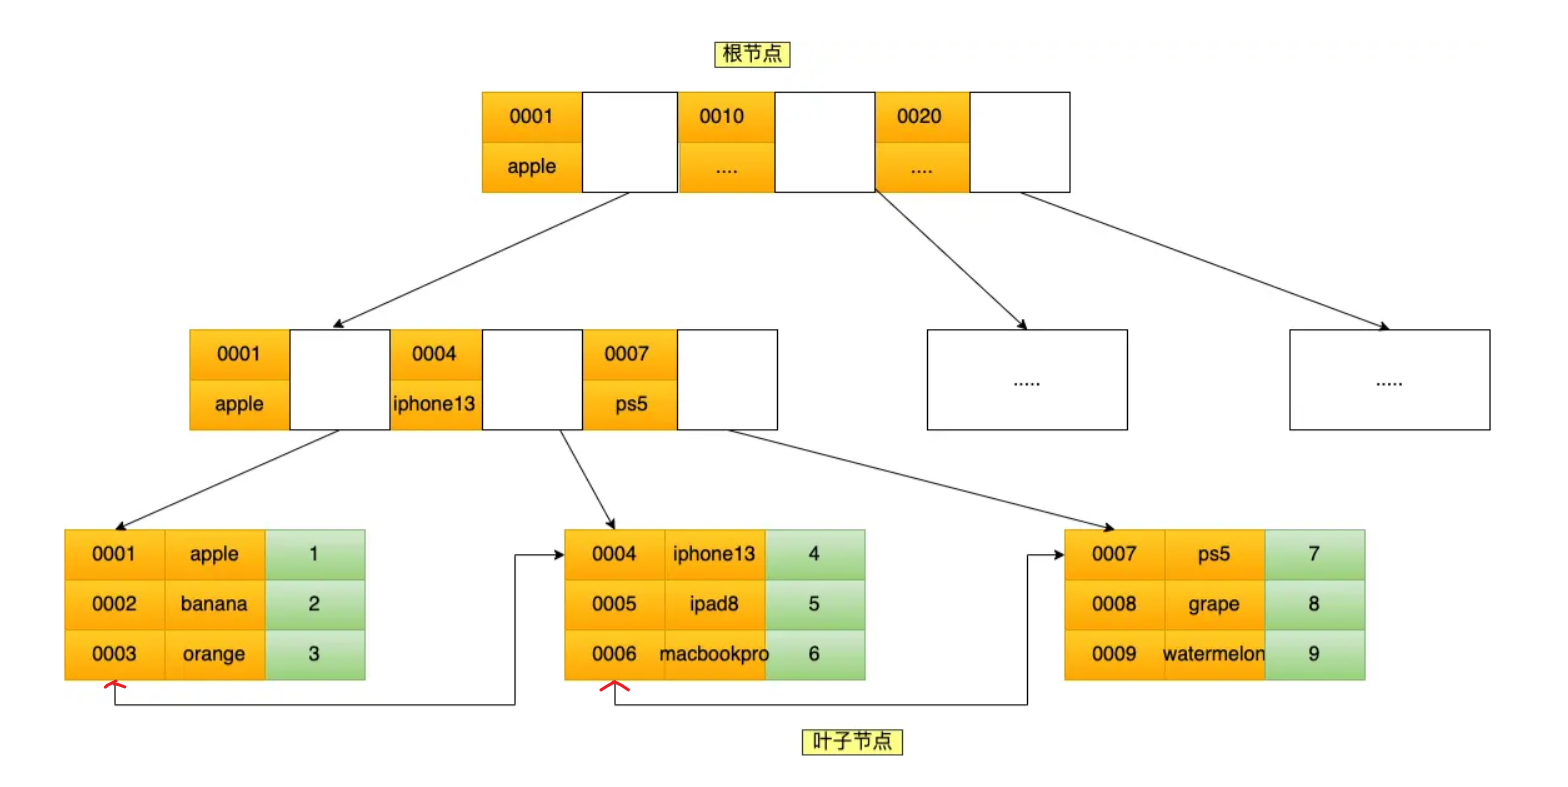 根节点
0001 0010 0020
apple .... ....
0001 0004 0007
apple iphone13 ps5 ..... .....
0001 apple 1 0004 iphone13 4 0007 ps5 7
0002 banana 2 0005 ipad8 5 0008 grape 8
0003 orange 3 0006 macbookpro 6 0009 watermelon 9
叶子节点